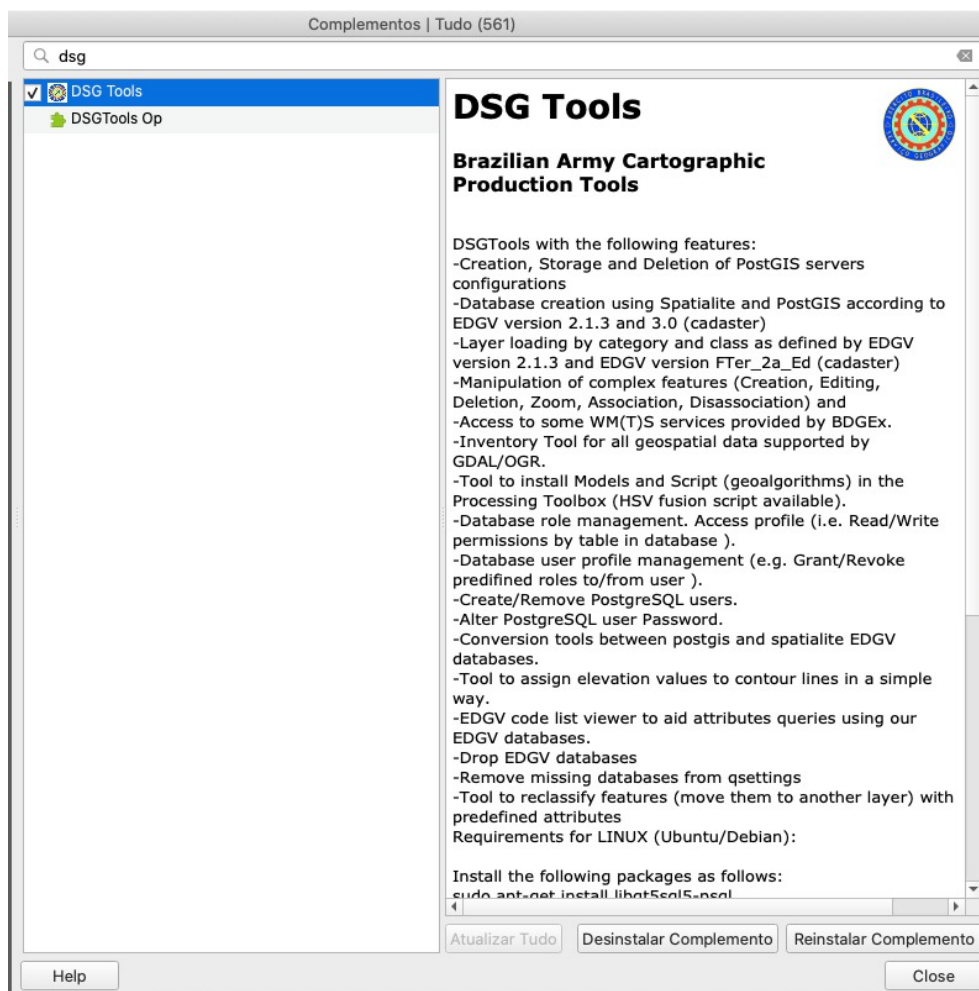 Complementos | Tudo (561)
dsg
DSG Tools
DSGTools Op
DSG Tools
Brazilian Army Cartographic
Production Tools
DSGTools with the following features:
-Creation, Storage and Deletion of PostGIS servers
configurations
-Database creation using Spatialite and PostGIS according to
EDGV version 2.1.3 and 3.0 (cadaster)
-Layer loading by category and class as defined by EDGV
version 2.1.3 and EDGV version FTer_2a_Ed (cadaster)
-Manipulation of complex features (Creation, Editing,
Deletion, Zoom, Association, Disassociation) and
-Access to some WM(T)S services provided by BDGEx.
-Inventory Tool for all geospatial data supported by
GDAL/OGR.
-Tool to install Models and Script (geoalgorithms) in the
Processing Toolbox (HSV fusion script available).
-Database role management. Access profile (i.e. Read/Write
permissions by table in database ).
-Database user profile management (e.g. Grant/Revoke
predifined roles to/from user ).
-Create/Remove PostgreSQL users.
-Alter PostgreSQL user Password.
-Conversion tools between postgis and spatialite EDGV
databases.
-Tool to assign elevation values to contour lines in a simple
way.
-EDGV code list viewer to aid attributes queries using our
EDGV databases.
-Drop EDGV databases
-Remove missing databases from qsettings
-Tool to reclassify features (move them to another layer) with
predefined attributes
Requirements for LINUX (Ubuntu/Debian):
Install the following packages as follows:
sudo apt-get install libqt5sql5-psql
Atualizar Tudo
Desinstalar Complemento
Reinstalar Complemento
Help
Close